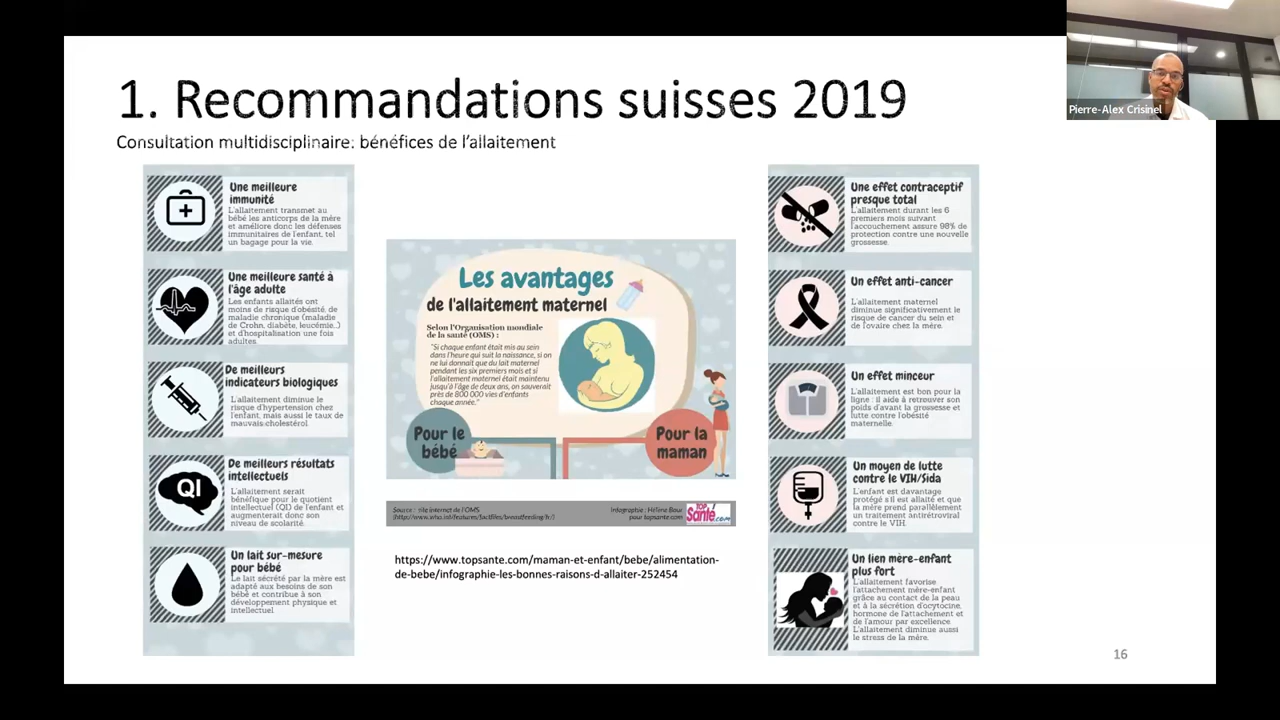 1. Recommandations suisses 2019
Consultation multidisciplinaire: bénéfices de l'allaitement
Pierre-Alex Crisinel
Une meilleure
immunité
L'allaitement transmet au
bébé les anticorps de la mère
et améliore donc les défenses
immunitaires de l'enfant, tel
un bagage pour la vie.
Une meilleure santé à
l'âge adulte
Les enfants allaités ont
moins de risque d'obésité, de
maladie chronique (maladie
de Crohn, diabète, leucémie..)
et d'hospitalisation une fois
adultes.
De meilleurs
indicateurs biologiques
L'allaitement diminue le
risque d'hypertension chez
l'enfant, mais aussi le taux de
mauvais cholestérol.
QI
De meilleurs résultats
intellectuels
L'allaitement serait
bénéfique pour le quotient
intellectuel (QI) de l'enfant et
augmenterait donc son
niveau de scolarité.
Un lait sur-mesure
pour bébé
Le lait sécrété par la mère est
adapté aux besoins de son
bébé et contribue à son
développement physique et
intellectuel.
Les avantages
de l'allaitement maternel
Selon l'Organisation mondiale
de la santé (OMS) :
"Si chaque enfant était mis au sein
dans l'heure qui suit la naissance, si on
ne lui donnait que du lait maternel
pendant les six premiers mois et si
l'allaitement maternel était maintenu
jusqu'à l'âge de deux ans, on sauverait
près de 800 000 vies d'enfants
chaque année."
Pour le
bébé
Pour la
maman
Source : site internet de l'OMS
(http://www.who.int/features/factfiles/breastfeeding/fr/)
Infographie : Hélène Bour
pour topsante.com
TOP
Santé.com
https://www.topsante.com/maman-et-enfant/bebe/alimentation-
de-bebe/infographie-les-bonnes-raisons-d-allaiter-252454
Une effet contraceptif
presque total
L'allaitement durant les 6
premiers mois suivant
l'accouchement assure 98% de
protection contre une nouvelle
grossesse.
Un effet anti-cancer
L'allaitement maternel
diminue significativement le
risque de cancer du sein et
de l'ovaire chez la mère.
Un effet minceur
L'allaitement est bon pour la
ligne : il aide à retrouver son
poids d'avant la grossesse et
lutte contre l'obésité
maternelle.
Un moyen de lutte
contre le VIH/Sida
L'enfant est davantage
protégé s'il est allaité et que
la mère prend parallèlement
un traitement antirétroviral
contre le VIH.
Un lien mère-enfant
plus fort
L'allaitement favorise
l'attachement mère-enfant
grâce au contact de la peau
et à la sécrétion d'ocytocine,
hormone de l'attachement et
de l'amour par excellence.
L'allaitement diminue aussi
le stress de la mère.
16